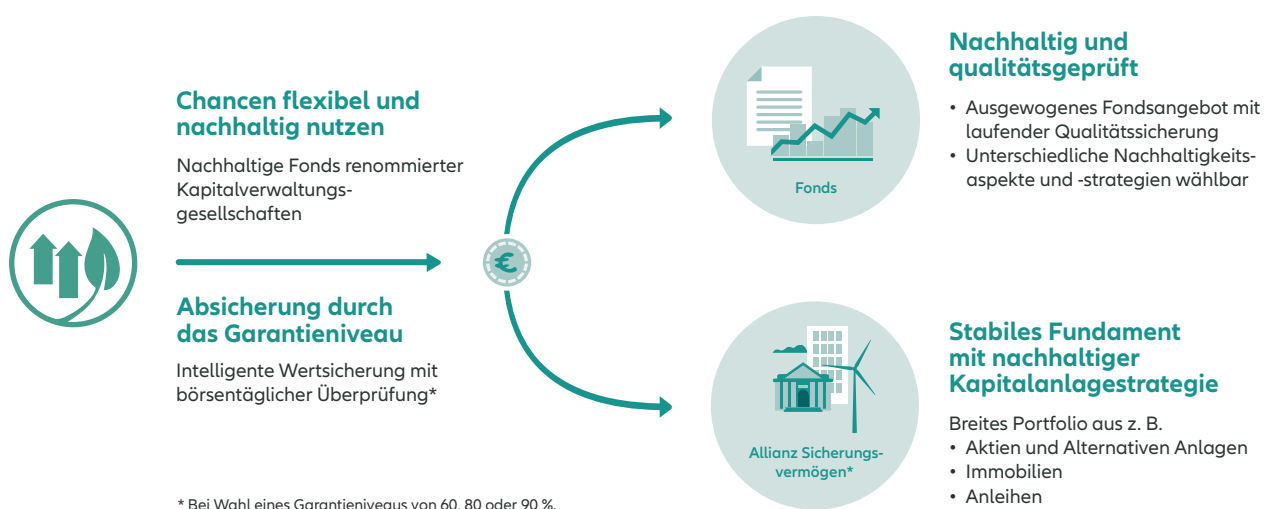 Chancen flexibel und
nachhaltig nutzen
Nachhaltige Fonds renommierter
Kapitalverwaltungs-
gesellschaften
Absicherung durch
das Garantieniveau
Intelligente Wertsicherung mit
börsentäglicher Überprüfung*
* Bei Wahl eines Garantieniveaus von 60, 80 oder 90 %.
€
Fonds
Nachhaltig und
qualitätsgeprüft
• Ausgewogenes Fondsangebot mit
laufender Qualitätssicherung
• Unterschiedliche Nachhaltigkeits-
aspekte und -strategien wählbar
Allianz Sicherungs-
vermögen*
Stabiles Fundament
mit nachhaltiger
Kapitalanlagestrategie
Breites Portfolio aus z. B.
• Aktien und Alternativen Anlagen
• Immobilien
• Anleihen